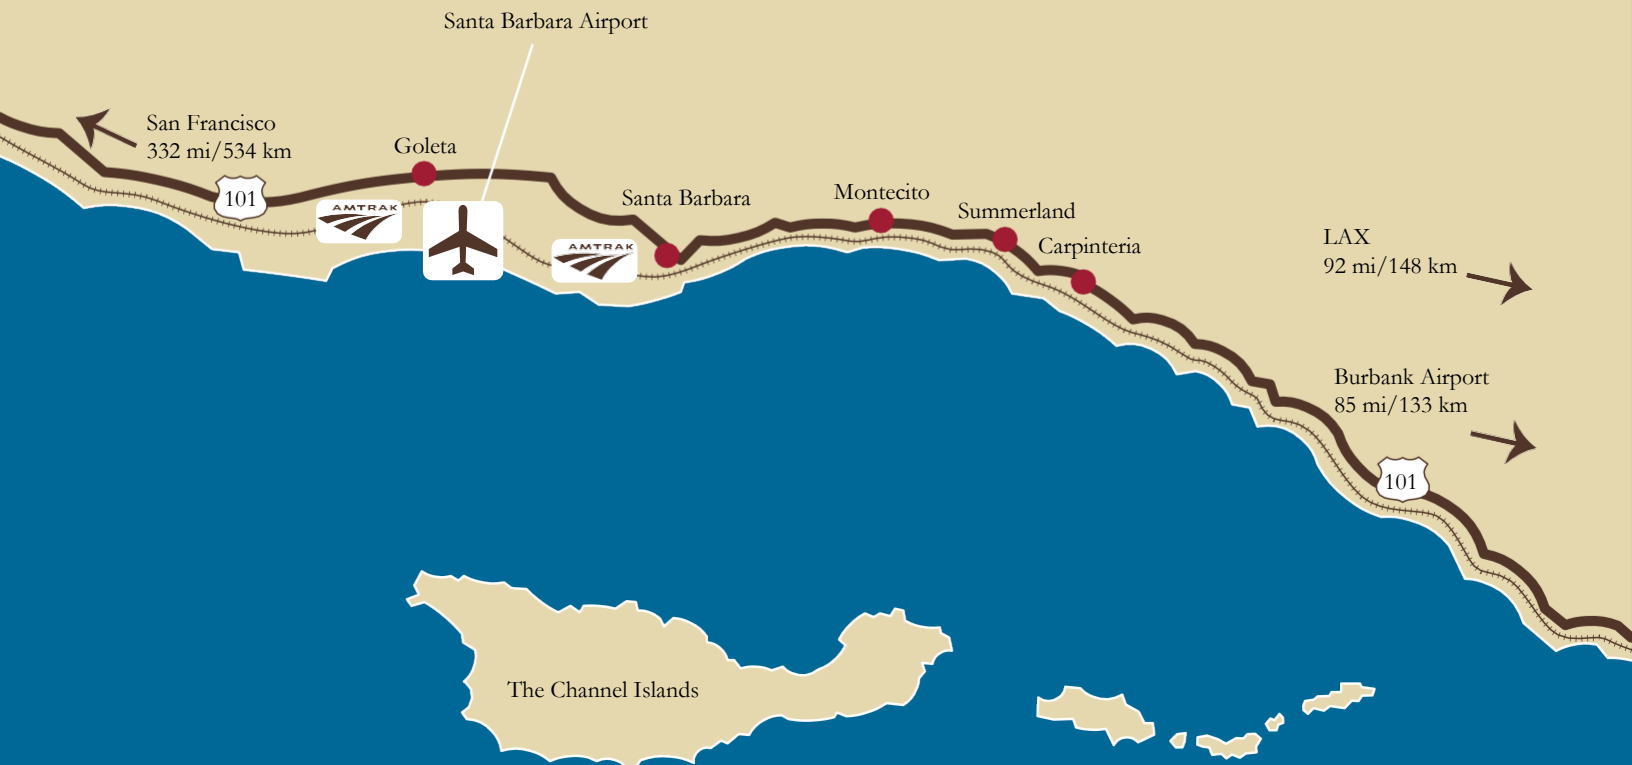 Santa Barbara Airport
San Francisco
332 mi/534 km
Goleta
101
AMTRAK
AMTRAK
Santa Barbara
Montecito
Summerland
Carpinteria
LAX
92 mi/148 km
Burbank Airport
85 mi/133 km
101
The Channel Islands